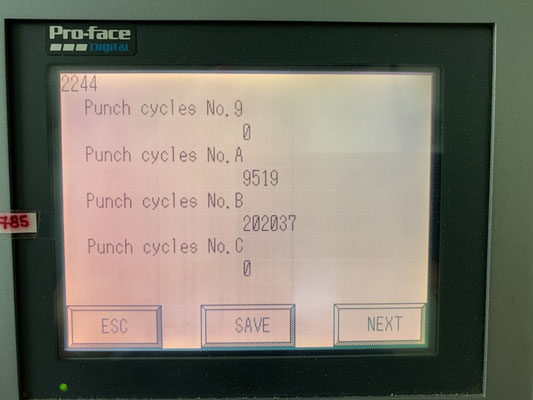 Pro-face
Digital
2244
Punch cycles No.9
0
Punch cycles No.A
9519
Punch cycles No.B
202037
Punch cycles No.C
0
785
ESC SAVE NEXT